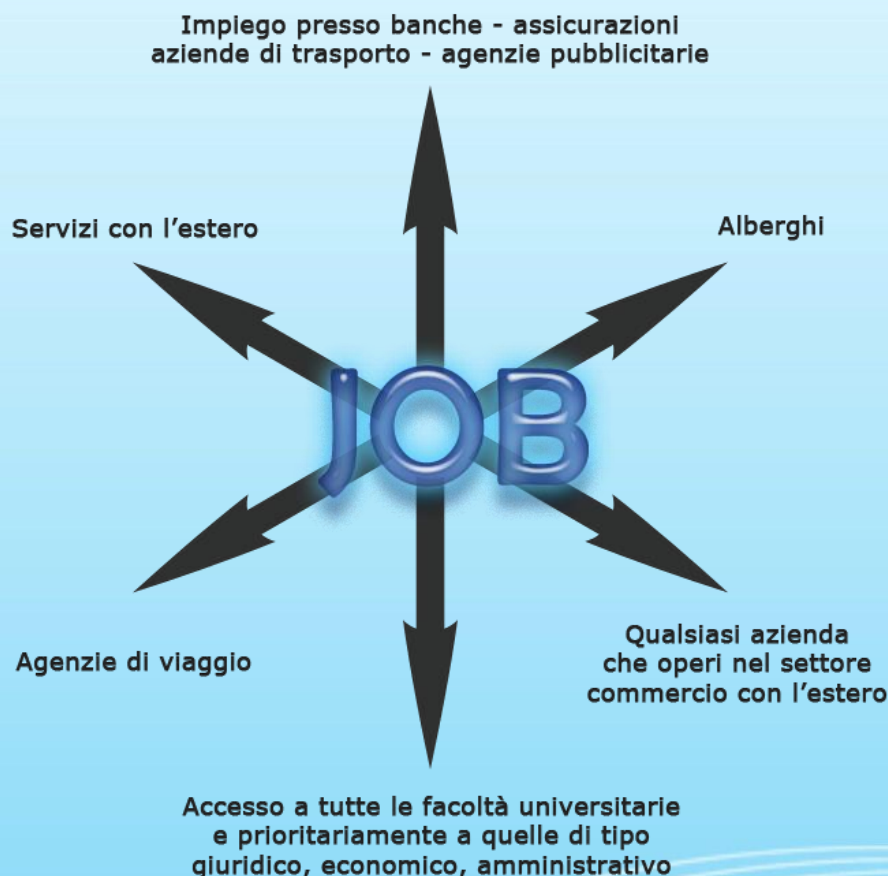 Impiego presso banche - assicurazioni
aziende di trasporto - agenzie pubblicitarie
Servizi con l'estero
Alberghi
JOB
Agenzie di viaggio
Qualsiasi azienda
che operi nel settore
commercio con l'estero
Accesso a tutte le facoltà universitarie
e prioritariamente a quelle di tipo
giuridico, economico, amministrativo